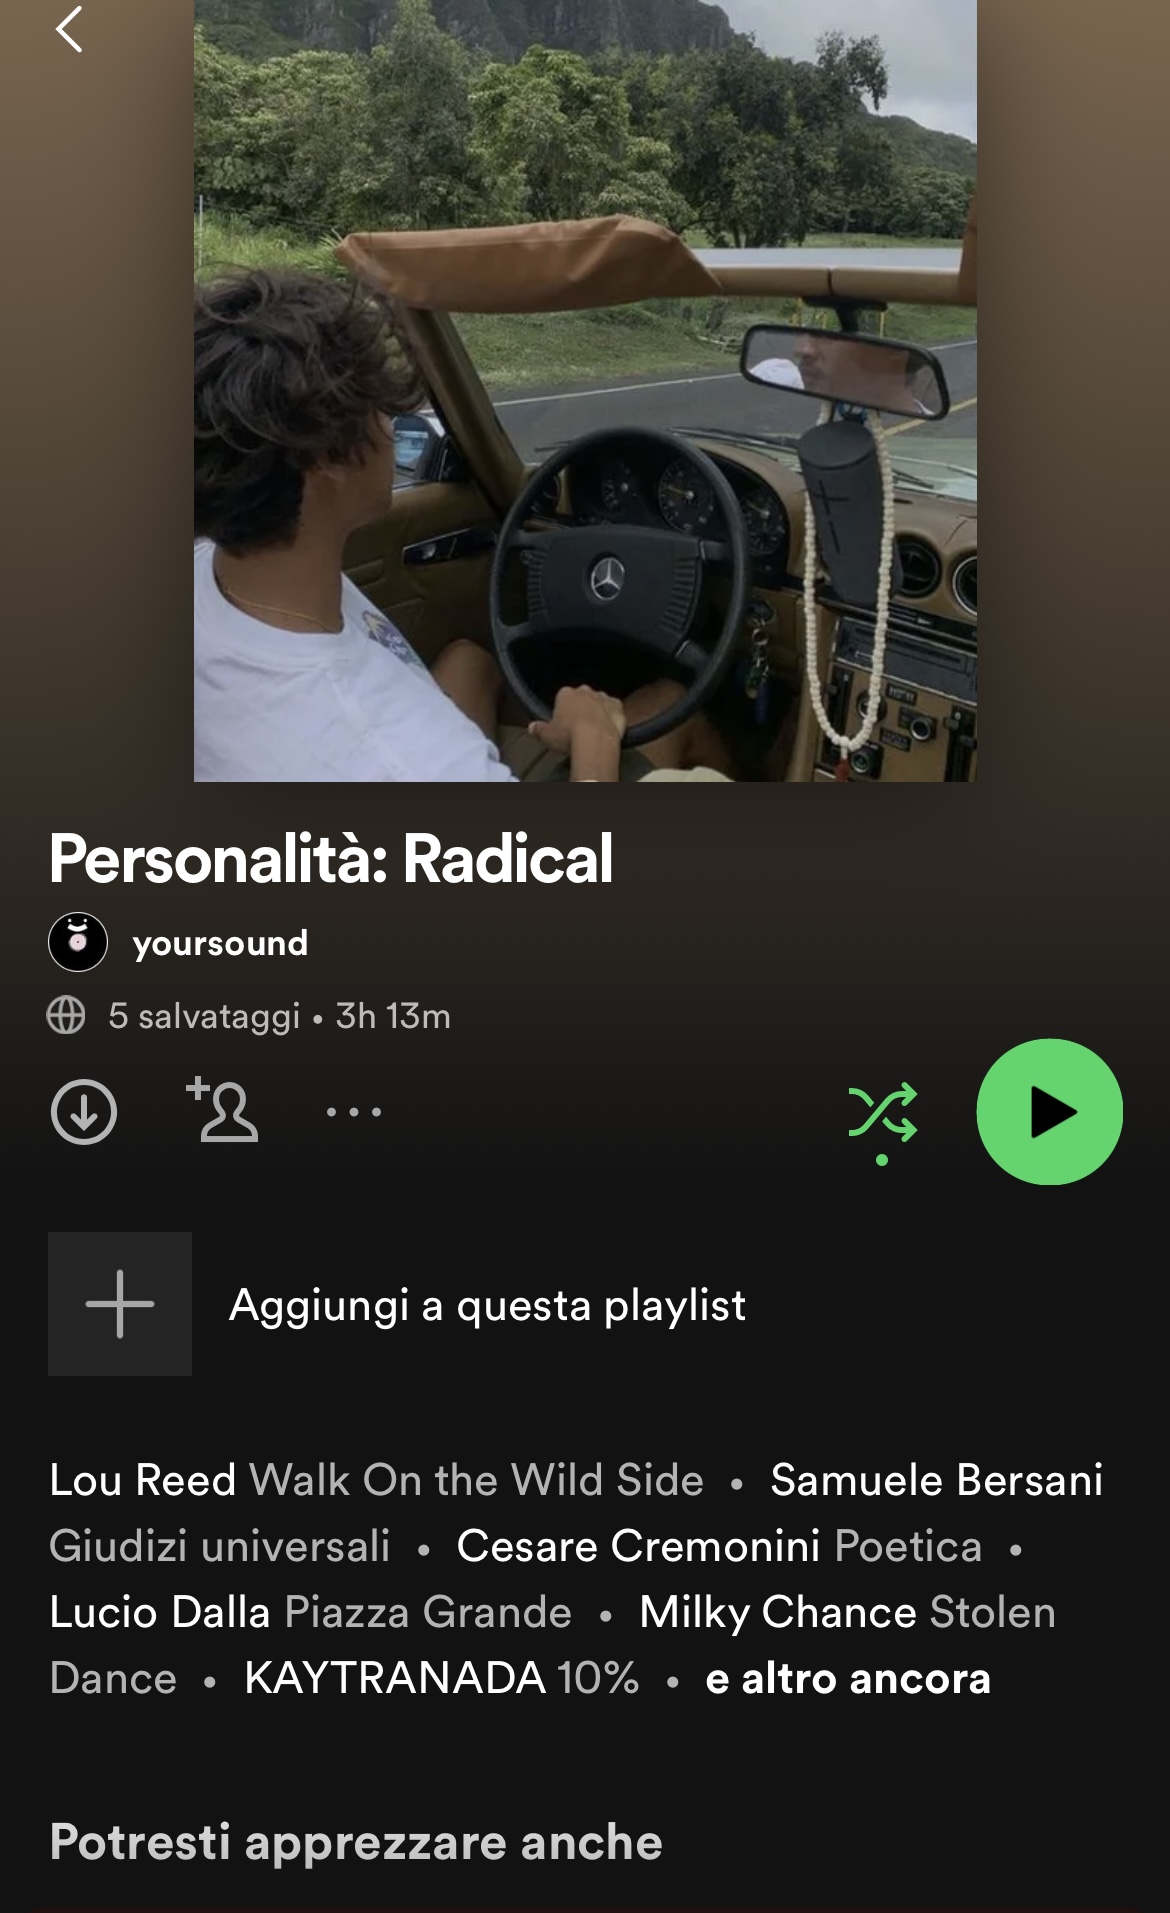 Personalità: Radical
yoursound
5 salvataggi • 3h 13m
Aggiungi a questa playlist
Lou Reed Walk On the Wild Side • Samuele Bersani
Giudizi universali • Cesare Cremonini Poetica •
Lucio Dalla Piazza Grande • Milky Chance Stolen
Dance • KAYTRANADA 10% • e altro ancora
Potresti apprezzare anche